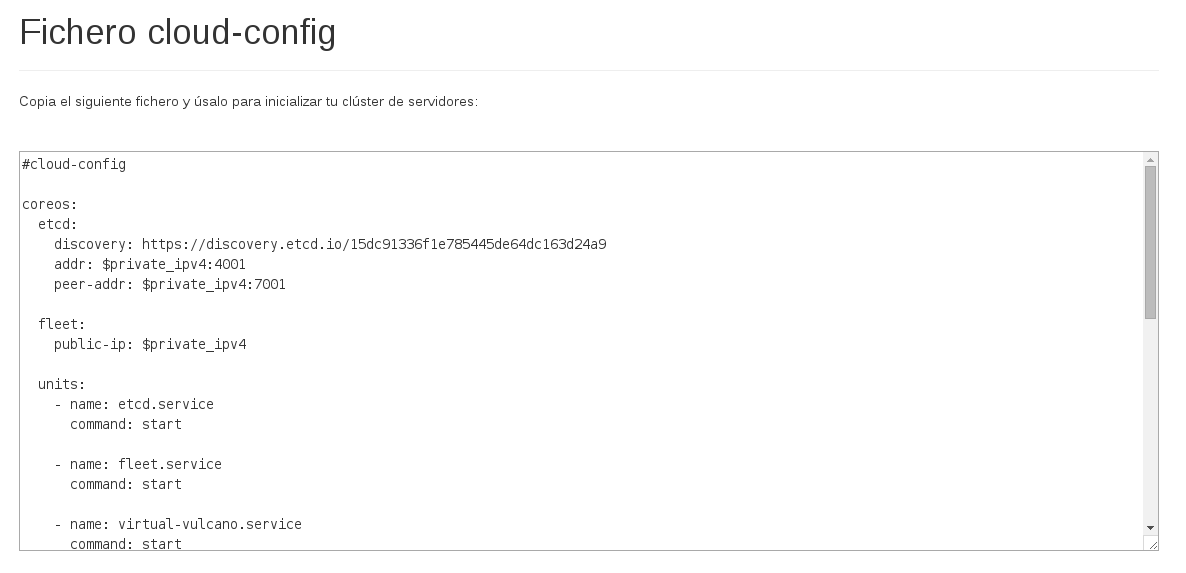 Fichero cloud-config
Copia el siguiente fichero y úsalo para inicializar tu clúster de servidores:
#cloud-config
coreos:
  etcd:
    discovery: https://discovery.etcd.io/15dc91336f1e785445de64dc163d24a9
    addr: $private_ipv4:4001
    peer-addr: $private_ipv4:7001
  fleet:
    public-ip: $private_ipv4
  units:
    - name: etcd.service
      command: start
    - name: fleet.service
      command: start
    - name: virtual-vulcano.service
      command: start